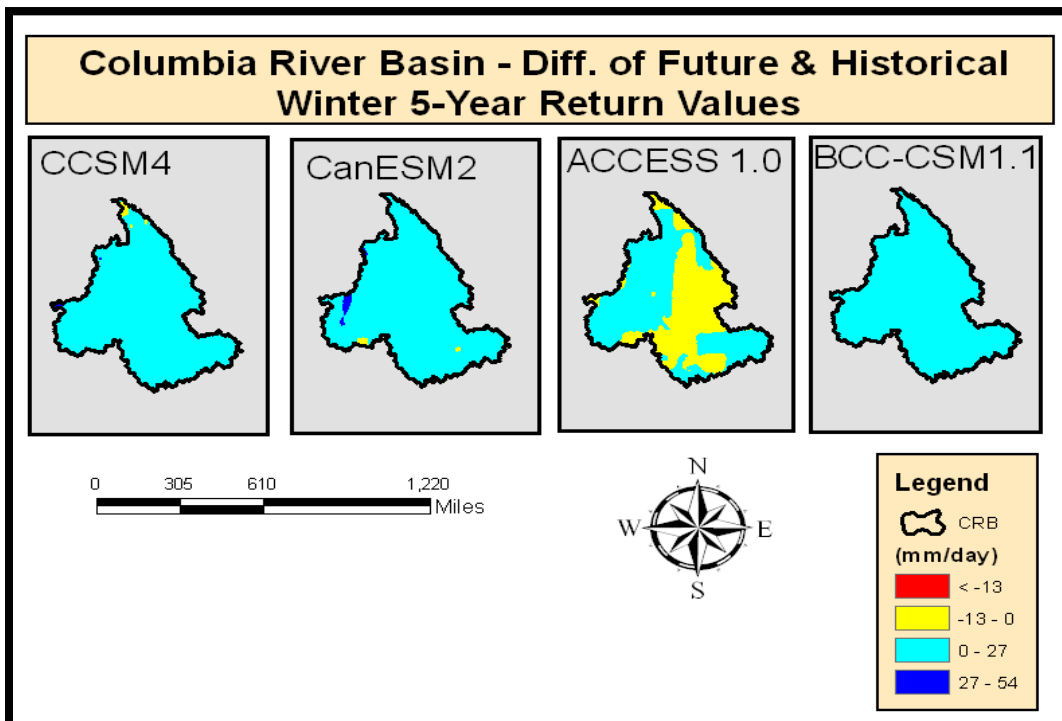 Columbia River Basin - Diff. of Future & Historical
Winter 5-Year Return Values
CCSM4
CanESM2
ACCESS 1.0
BCC-CSM1.1
0 305 610 1,220
Miles
N
W E
S
Legend
CRB
(mm/day)
< -13
-13 - 0
0 - 27
27 - 54